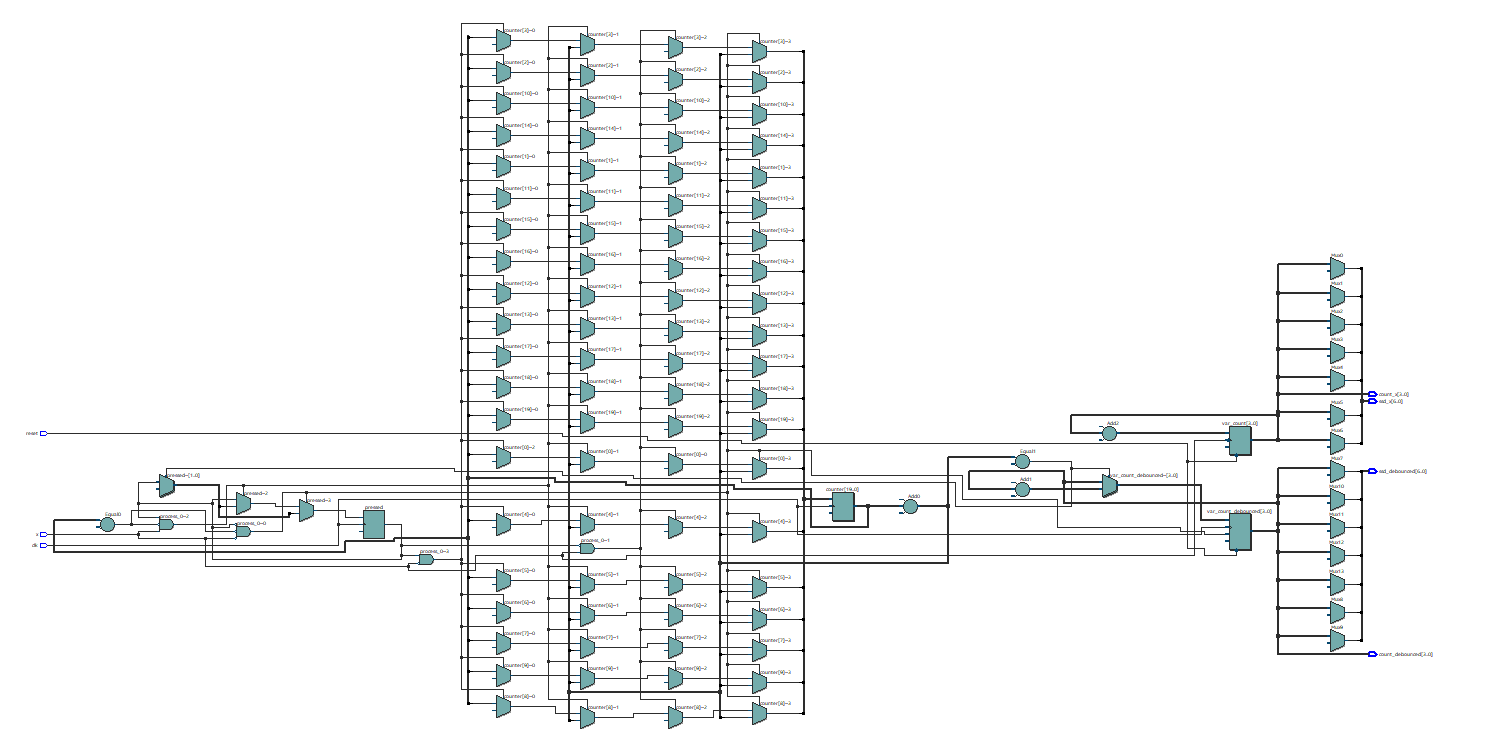 counter[3]~0
counter[3]~1
counter[3]~2
counter[3]~3
counter[2]~0
counter[2]~1
counter[2]~2
counter[2]~3
counter[10]~0
counter[10]~1
counter[10]~2
counter[10]~3
counter[14]~0
counter[14]~1
counter[14]~2
counter[14]~3
counter[1]~0
counter[1]~1
counter[1]~2
counter[1]~3
counter[11]~0
counter[11]~1
counter[11]~2
counter[11]~3
counter[15]~0
counter[15]~1
counter[15]~2
counter[15]~3
counter[16]~0
counter[16]~1
counter[16]~2
counter[16]~3
Mux0
counter[12]~0
counter[12]~1
counter[12]~2
counter[12]~3
Mux1
counter[13]~0
counter[13]~1
counter[13]~2
counter[13]~3
Mux2
counter[17]~0
counter[17]~1
counter[17]~2
counter[17]~3
Mux3
counter[18]~0
counter[18]~1
counter[18]~2
counter[18]~3
Mux4
count_x[3..0]
ssd_x[6..0]
counter[19]~0
counter[19]~1
counter[19]~2
counter[19]~3
Mux5
reset
Add2
var_count[3..0]
Mux6
counter[0]~2
counter[0]~1
counter[0]~0
counter[0]~3
Equal1
Mux7
ssd_debounced[6..0]
pressed~[1..0]
Add1
var_count_debounced~[3..0]
pressed~2
pressed~3
counter[19..0]
Add0
Mux10
pressed
Equal0
process_0~2
process_0~0
counter[4]~0
counter[4]~1
counter[4]~2
counter[4]~3
var_count_debounced[3..0]
Mux11
x
clk
process_0~3
process_0~1
Mux12
counter[5]~0
counter[5]~1
counter[5]~2
counter[5]~3
Mux13
counter[6]~0
counter[6]~1
counter[6]~2
counter[6]~3
Mux8
counter[7]~0
counter[7]~1
counter[7]~2
counter[7]~3
Mux9
count_debounced[3..0]
counter[9]~0
counter[9]~1
counter[9]~2
counter[9]~3
counter[8]~0
counter[8]~1
counter[8]~2
counter[8]~3